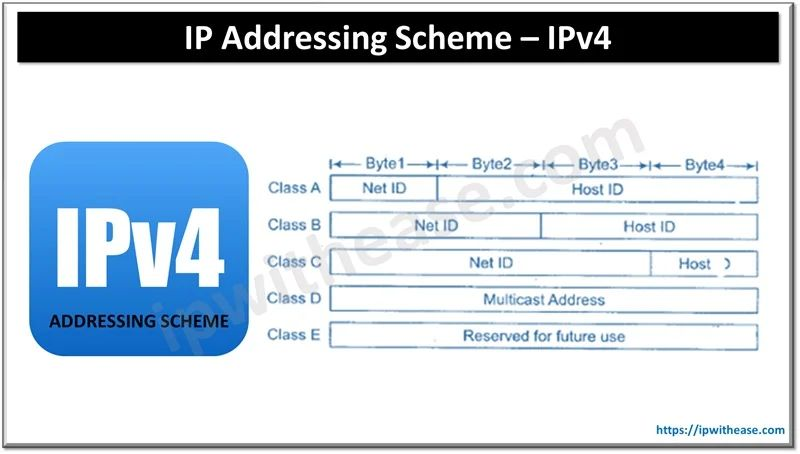 IP Addressing Scheme – IPv4
IPv4
ADDRESSING SCHEME
Byte1 Byte2 Byte3 Byte4
Class A Net ID Host ID
Class B Net ID Host ID
Class C Net ID Host
Class D Multicast Address
Class E Reserved for future use
ipwithease.com
https://ipwithease.com